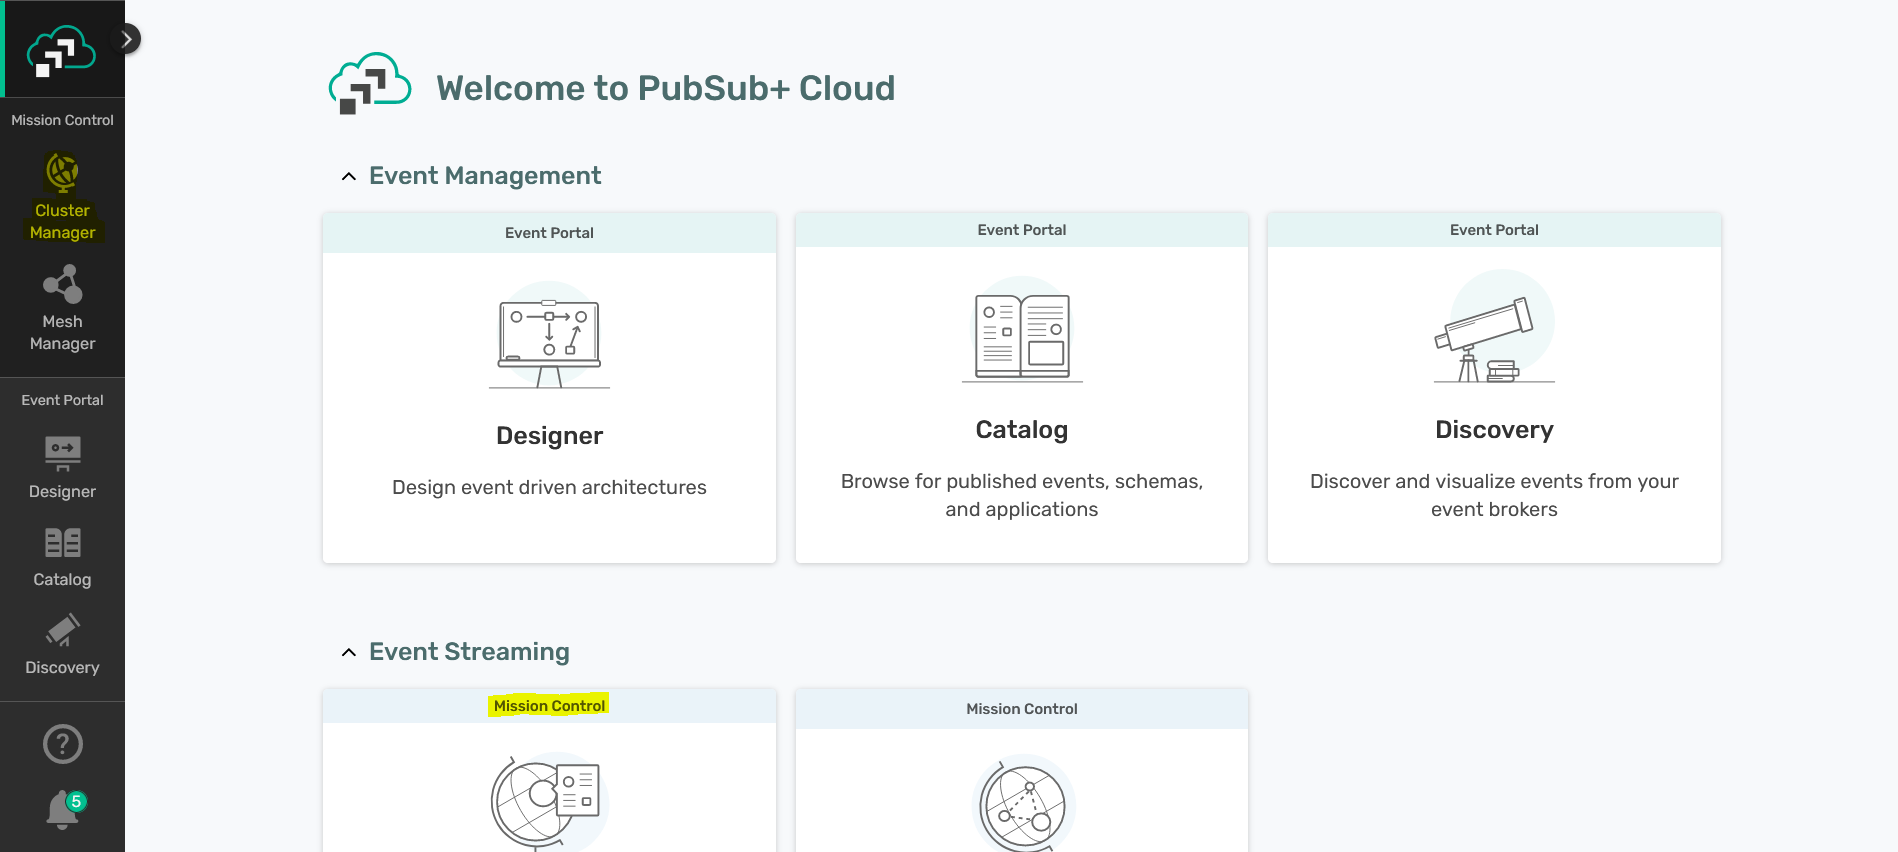 Mission Control
Cluster
Manager
Mesh
Manager
Event Portal
Designer
Catalog
Discovery
?
5
Welcome to PubSub+ Cloud
Event Management
Event Portal
Designer
Design event driven architectures
Event Portal
Catalog
Browse for published events, schemas,
and applications
Event Portal
Discovery
Discover and visualize events from your
event brokers
Event Streaming
Mission Control
Mission Control